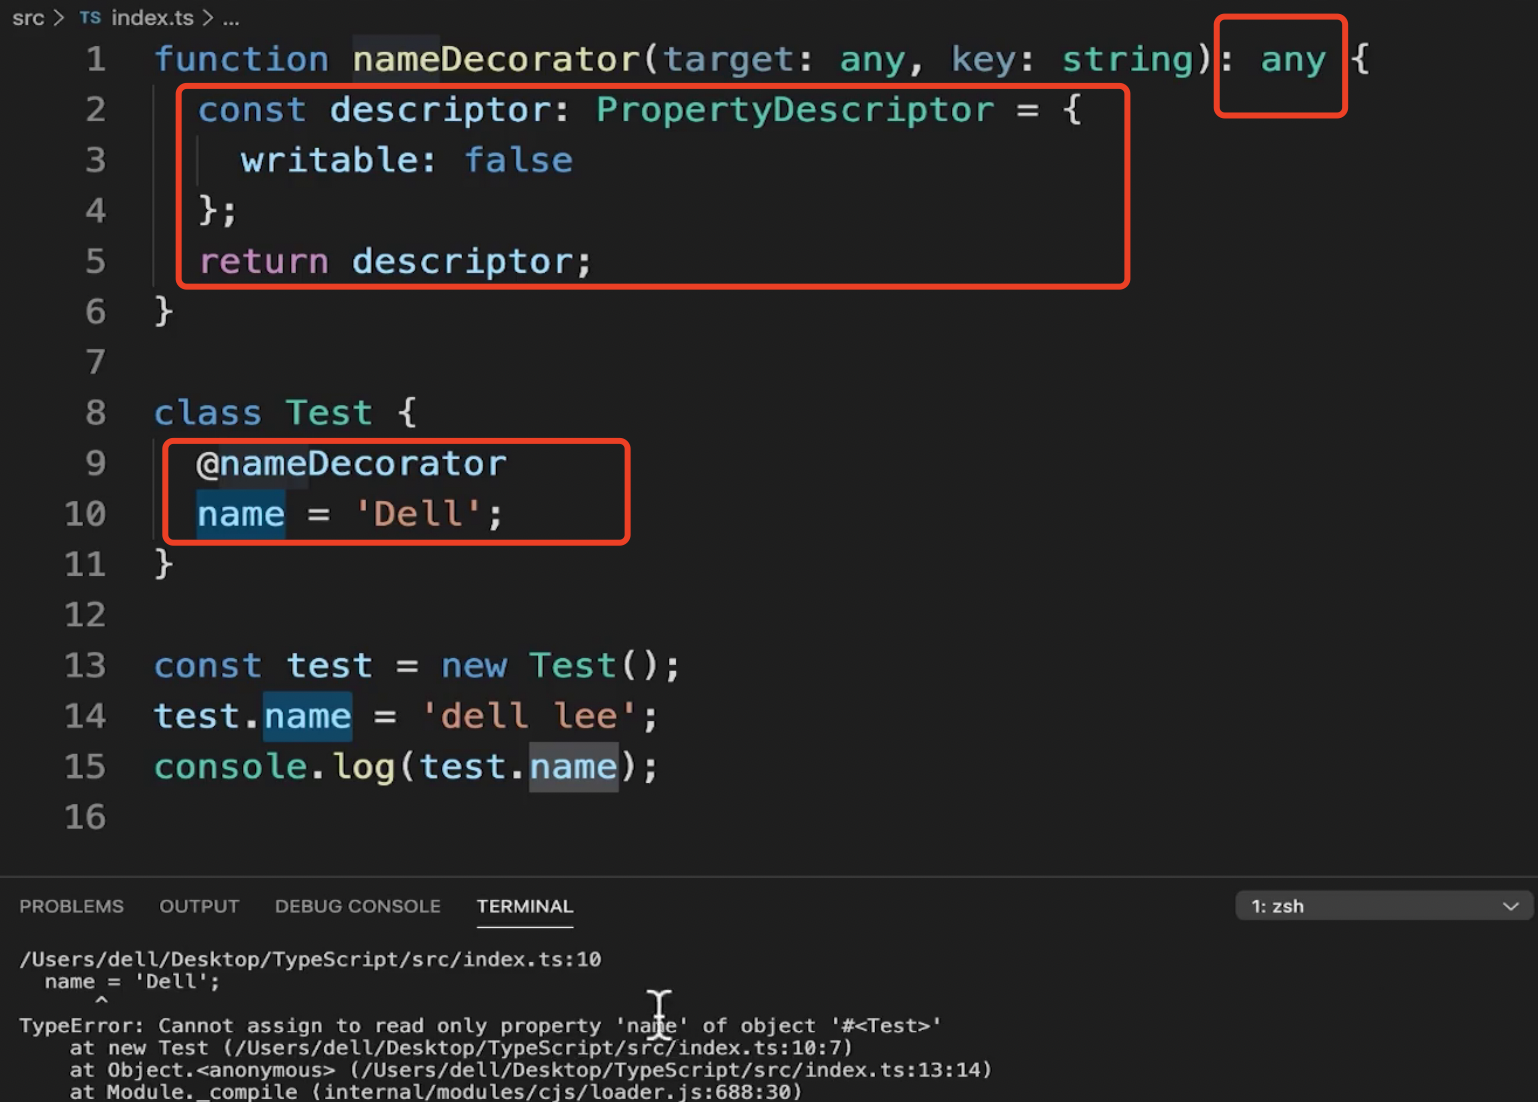 src > TS index.ts > ...
1 function nameDecorator(target: any, key: string): any {
2 const descriptor: PropertyDescriptor = {
3 writable: false
4 };
5 return descriptor;
6 }
7
8 class Test {
9 @nameDecorator
10 name = 'Dell';
11 }
12
13 const test = new Test();
14 test.name = 'dell lee';
15 console.log(test.name);
16
PROBLEMS OUTPUT DEBUG CONSOLE TERMINAL 1: zsh
/Users/dell/Desktop/TypeScript/src/index.ts:10
name = 'Dell';
^
TypeError: Cannot assign to read only property 'name' of object '#<Test>'
at new Test (/Users/dell/Desktop/TypeScript/src/index.ts:10:7)
at Object.<anonymous> (/Users/dell/Desktop/TypeScript/src/index.ts:13:14)
at Module._compile (internal/modules/cjs/loader.js:688:30)